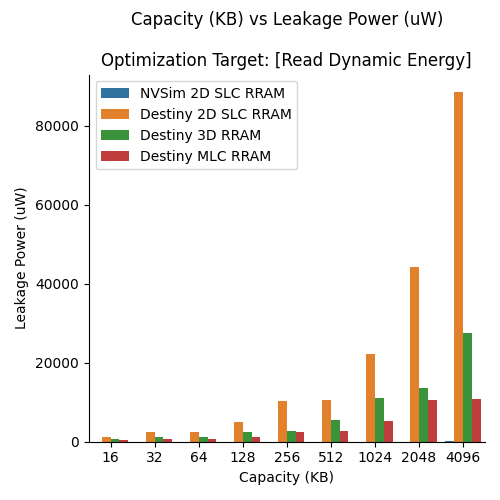 Capacity (KB) vs Leakage Power (uW)
Optimization Target: [Read Dynamic Energy]
NVSim 2D SLC RRAM
Destiny 2D SLC RRAM
Destiny 3D RRAM
Destiny MLC RRAM
80000
60000
40000
20000
0
Leakage Power (uW)
16 32 64 128 256 512 1024 2048 4096
Capacity (KB)